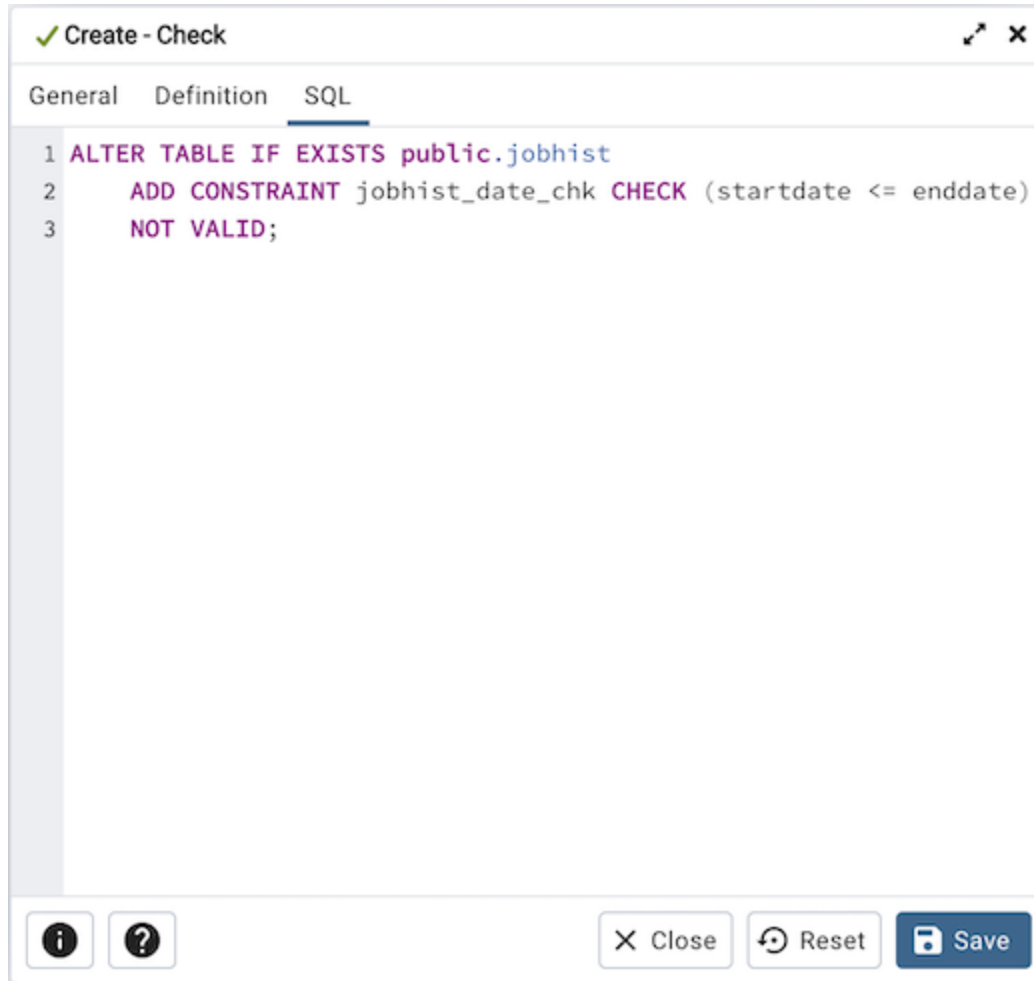 Create - Check
General Definition SQL
1 ALTER TABLE IF EXISTS public.jobhist
2     ADD CONSTRAINT jobhist_date_chk CHECK (startdate <= enddate)
3     NOT VALID;
Close Reset Save